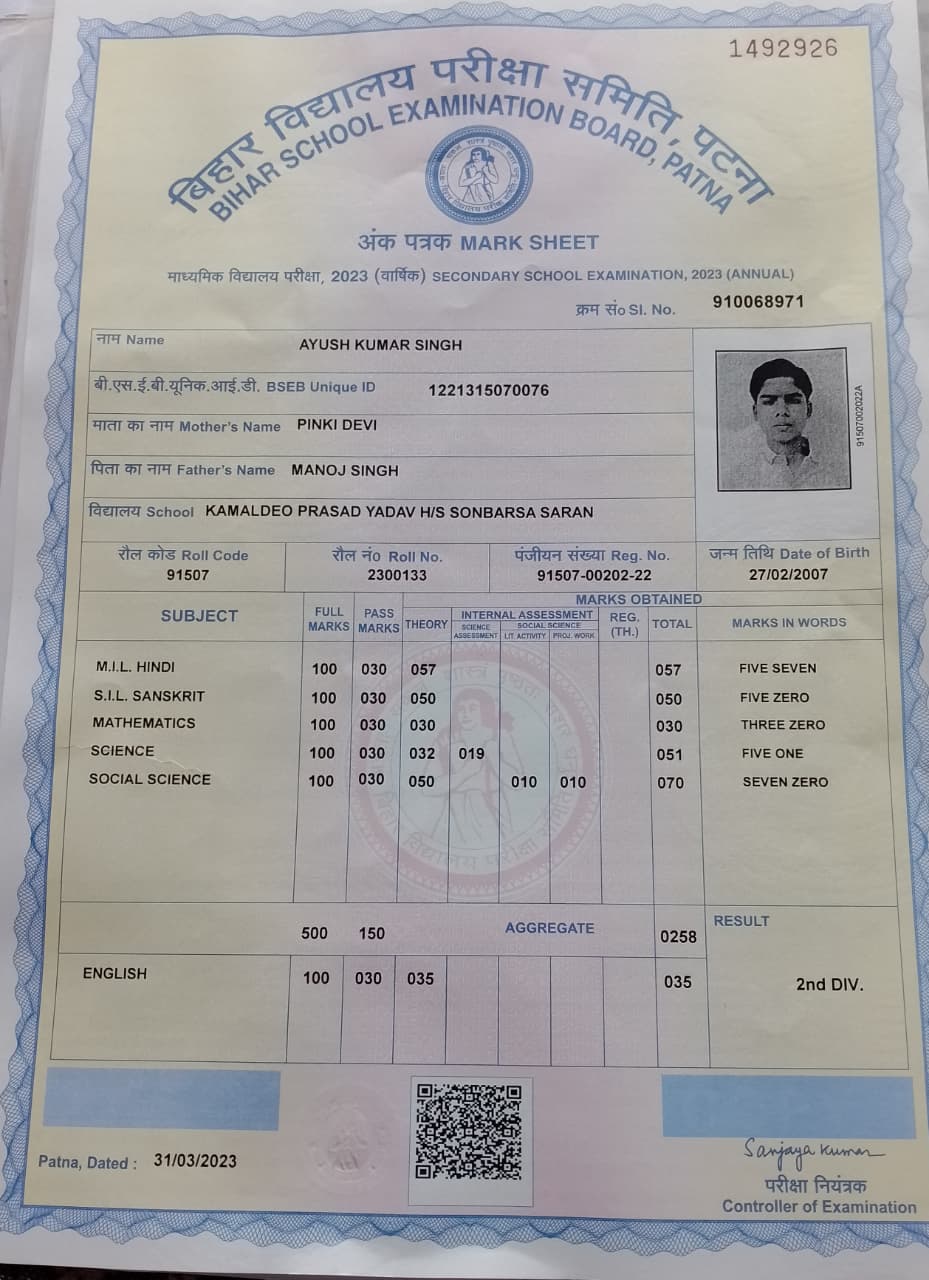 1492926
बिहार विद्यालय परीक्षा समिति, पटना
BIHAR SCHOOL EXAMINATION BOARD, PATNA
अंक पत्रक MARK SHEET
माध्यमिक विद्यालय परीक्षा, 2023 (वार्षिक) SECONDARY SCHOOL EXAMINATION, 2023 (ANNUAL)
क्रम सं० Sl. No. 910068971
नाम Name AYUSH KUMAR SINGH
बी.एस.ई.बी.यूनिक.आई.डी. BSEB Unique ID 1221315070076
माता का नाम Mother's Name PINKI DEVI
पिता का नाम Father's Name MANOJ SINGH
विद्यालय School KAMALDEO PRASAD YADAV H/S SONBARSA SARAN
91507002022A
रौल कोड Roll Code रौल नं० Roll No. पंजीयन संख्या Reg. No. जन्म तिथि Date of Birth
91507 2300133 91507-00202-22 27/02/2007
MARKS OBTAINED
SUBJECT FULL MARKS PASS MARKS THEORY INTERNAL ASSESSMENT REG. (TH.) TOTAL MARKS IN WORDS
SCIENCE ASSESSMENT SOCIAL SCIENCE LIT. ACTIVITY PROJ. WORK
M.I.L. HINDI 100 030 057 057 FIVE SEVEN
S.I.L. SANSKRIT 100 030 050 050 FIVE ZERO
MATHEMATICS 100 030 030 030 THREE ZERO
SCIENCE 100 030 032 019 051 FIVE ONE
SOCIAL SCIENCE 100 030 050 010 010 070 SEVEN ZERO
500 150 AGGREGATE 0258 RESULT
ENGLISH 100 030 035 035 2nd DIV.
Patna, Dated : 31/03/2023
Sanjaya Kumar
परीक्षा नियंत्रक
Controller of Examination